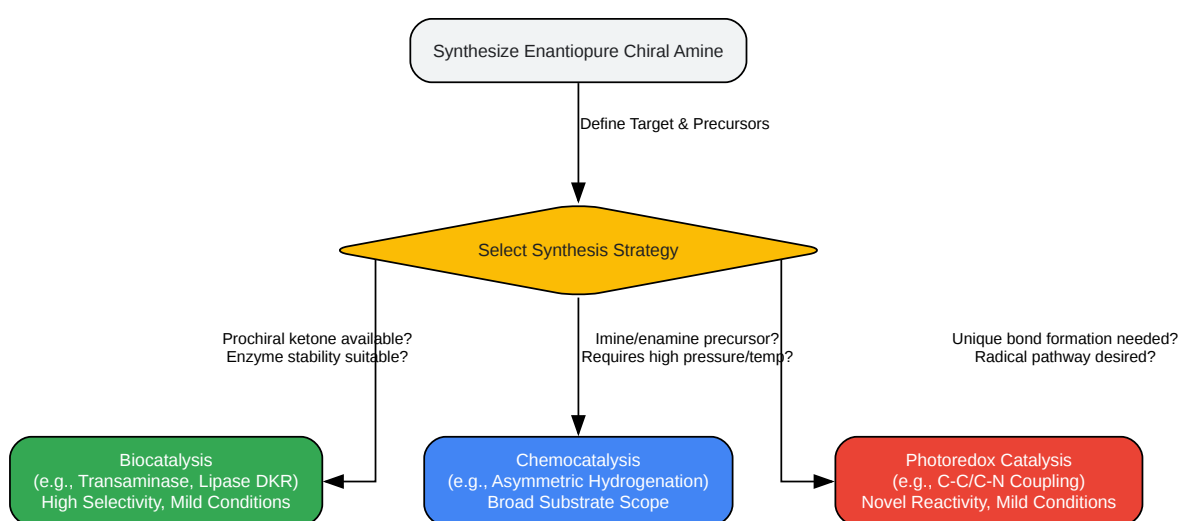 Synthesize Enantiopure Chiral Amine
Define Target & Precursors
Select Synthesis Strategy
Prochiral ketone available?
Enzyme stability suitable?
Imine/enamine precursor?
Requires high pressure/temp?
Unique bond formation needed?
Radical pathway desired?
Biocatalysis
(e.g., Transaminase, Lipase DKR)
High Selectivity, Mild Conditions
Chemocatalysis
(e.g., Asymmetric Hydrogenation)
Broad Substrate Scope
Photoredox Catalysis
(e.g., C-C/C-N Coupling)
Novel Reactivity, Mild Conditions